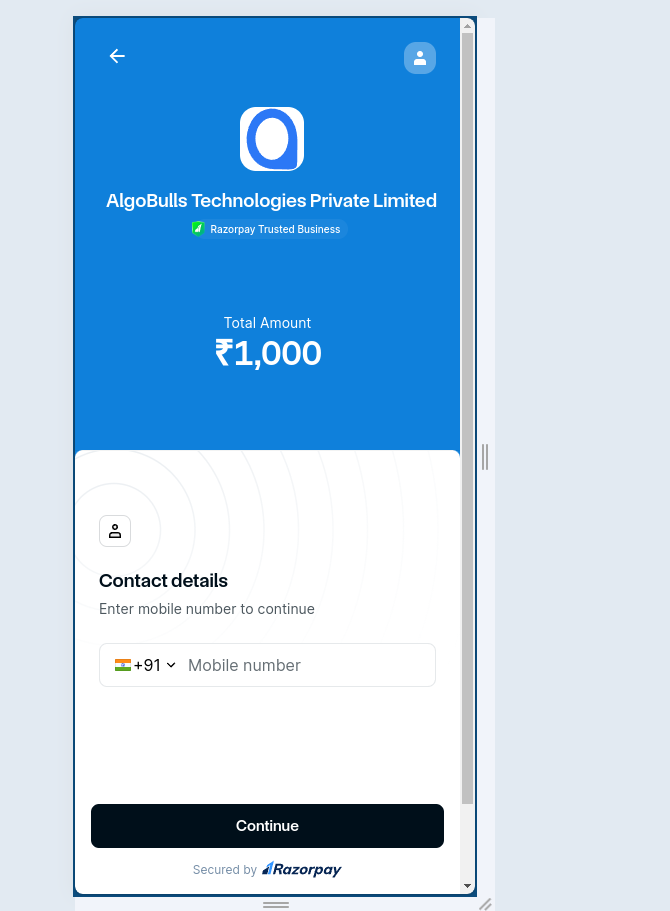 AlgoBulls Technologies Private Limited
Razorpay Trusted Business
Total Amount
₹1,000
Contact details
Enter mobile number to continue
+91 Mobile number
Continue
Secured by Razorpay